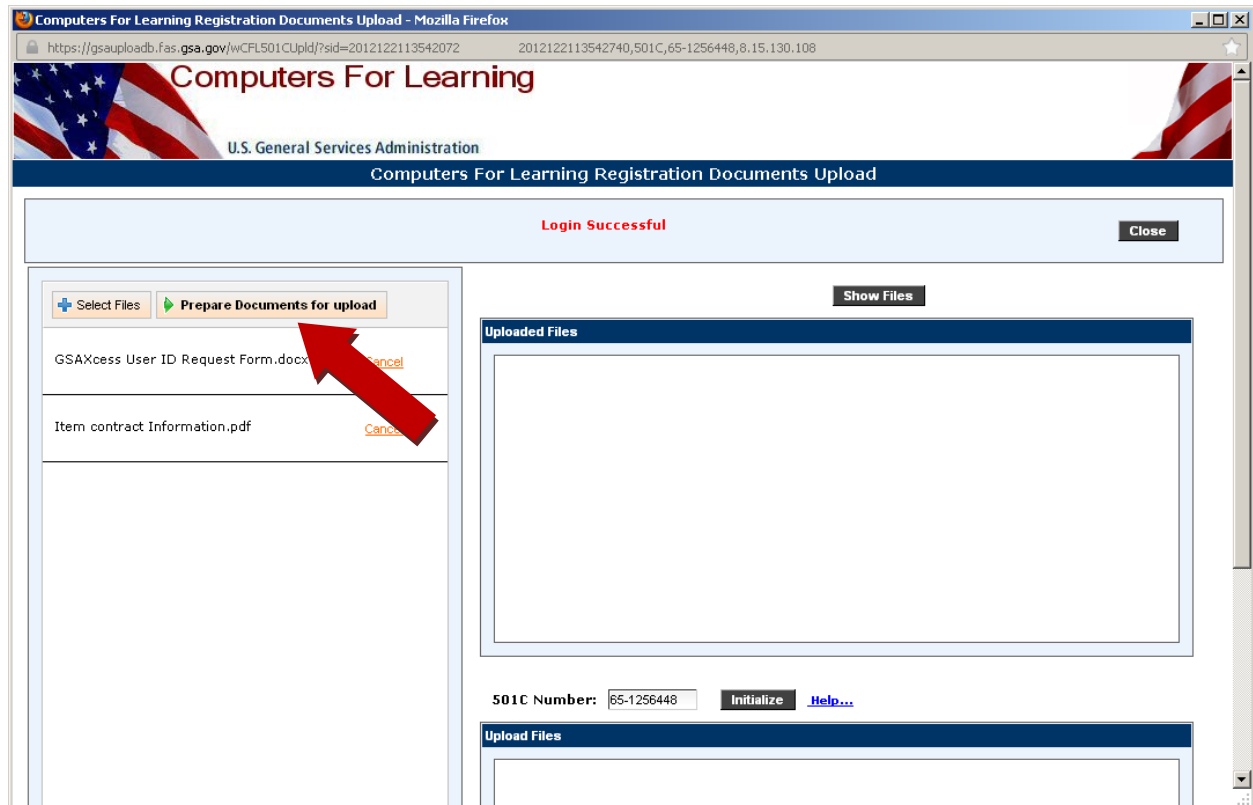 Computers For Learning Registration Documents Upload - Mozilla Firefox
https://gsauploadb.fas.gsa.gov/wCFL501CUpld/?sid=2012122113542072 2012122113542740,501C,65-1256448,8.15.130.108
Computers For Learning
U.S. General Services Administration
Computers For Learning Registration Documents Upload
Login Successful
Close
Select Files
Prepare Documents for upload
GSAXcess User ID Request Form.docx
Cancel
Item contract Information.pdf
Cancel
Show Files
Uploaded Files
501C Number: 65-1256448 Initialize Help...
Upload Files